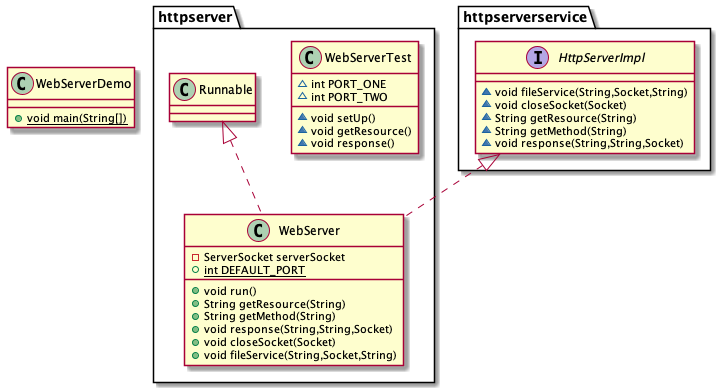 httpserver
httpserverservice
C WebServerDemo
void main(String[])
C Runnable
C WebServerTest
int PORT_ONE
int PORT_TWO
void setUp()
void getResource()
void response()
I HttpServerImpl
void fileService(String,Socket,String)
void closeSocket(Socket)
String getResource(String)
String getMethod(String)
void response(String,String,Socket)
C WebServer
ServerSocket serverSocket
int DEFAULT_PORT
void run()
String getResource(String)
String getMethod(String)
void response(String,String,Socket)
void closeSocket(Socket)
void fileService(String,Socket,String)